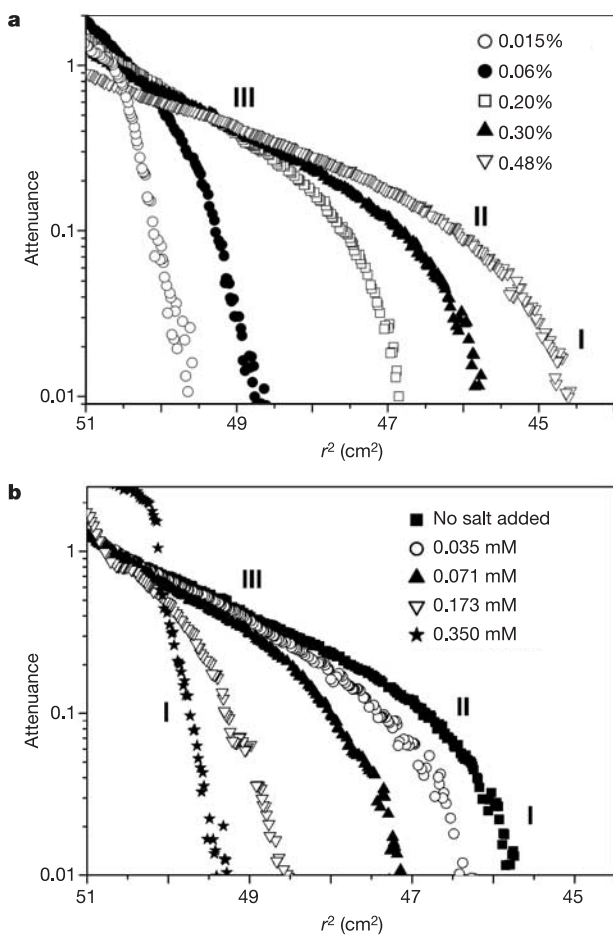 a
1
0.1
0.01
Attenuance
III
II
I
0.015%
0.06%
0.20%
0.30%
0.48%
51
49
47
45
r² (cm²)
b
1
0.1
0.01
Attenuance
III
II
I
I
No salt added
0.035 mM
0.071 mM
0.173 mM
0.350 mM
51
49
47
45
r² (cm²)